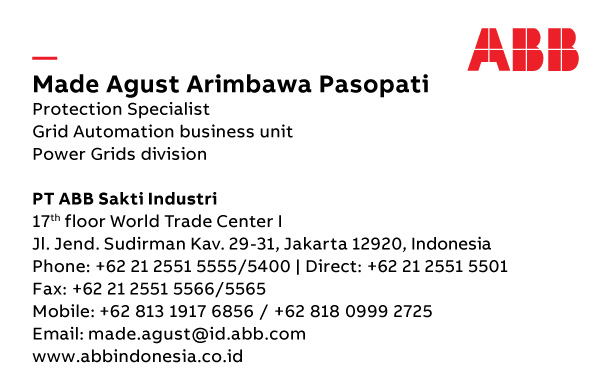 ABB
Made Agust Arimbawa Pasopati
Protection Specialist
Grid Automation business unit
Power Grids division
PT ABB Sakti Industri
17th floor World Trade Center I
Jl. Jend. Sudirman Kav. 29-31, Jakarta 12920, Indonesia
Phone: +62 21 2551 5555/5400 | Direct: +62 21 2551 5501
Fax: +62 21 2551 5566/5565
Mobile: +62 813 1917 6856 / +62 818 0999 2725
Email: made.agust@id.abb.com
www.abbindonesia.co.id